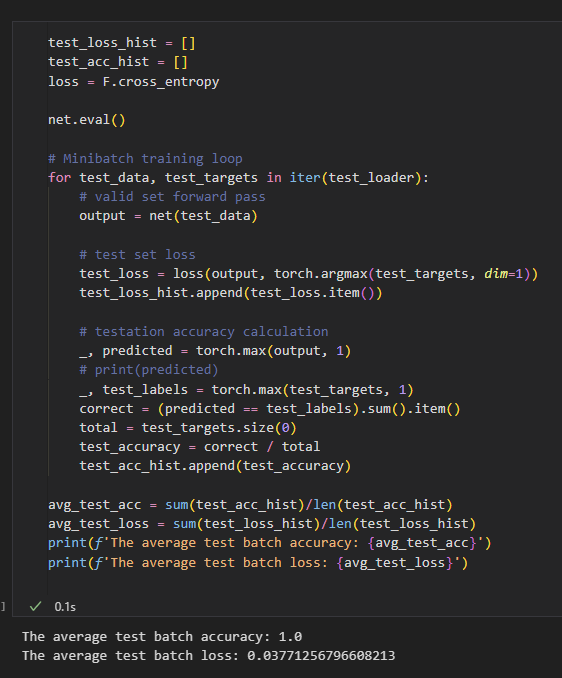 test_loss_hist = []
test_acc_hist = []
loss = F.cross_entropy

net.eval()

# Minibatch training loop
for test_data, test_targets in iter(test_loader):
    # valid set forward pass
    output = net(test_data)

    # test set loss
    test_loss = loss(output, torch.argmax(test_targets, dim=1))
    test_loss_hist.append(test_loss.item())

    # testation accuracy calculation
    _, predicted = torch.max(output, 1)
    # print(predicted)
    _, test_labels = torch.max(test_targets, 1)
    correct = (predicted == test_labels).sum().item()
    total = test_targets.size(0)
    test_accuracy = correct / total
    test_acc_hist.append(test_accuracy)

avg_test_acc = sum(test_acc_hist)/len(test_acc_hist)
avg_test_loss = sum(test_loss_hist)/len(test_loss_hist)
print(f'The average test batch accuracy: {avg_test_acc}')
print(f'The average test batch loss: {avg_test_loss}')
] ✓ 0.1s
The average test batch accuracy: 1.0
The average test batch loss: 0.03771256796608213